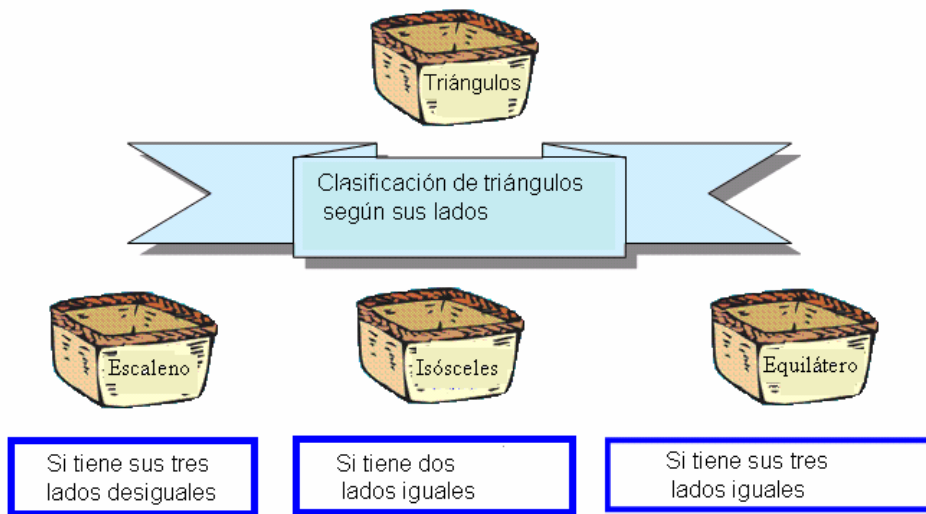 Triángulos
Clasificación de triángulos
según sus lados
Escaleno
Isósceles
Equilátero
Si tiene sus tres
lados desiguales
Si tiene dos
lados iguales
Si tiene sus tres
lados iguales